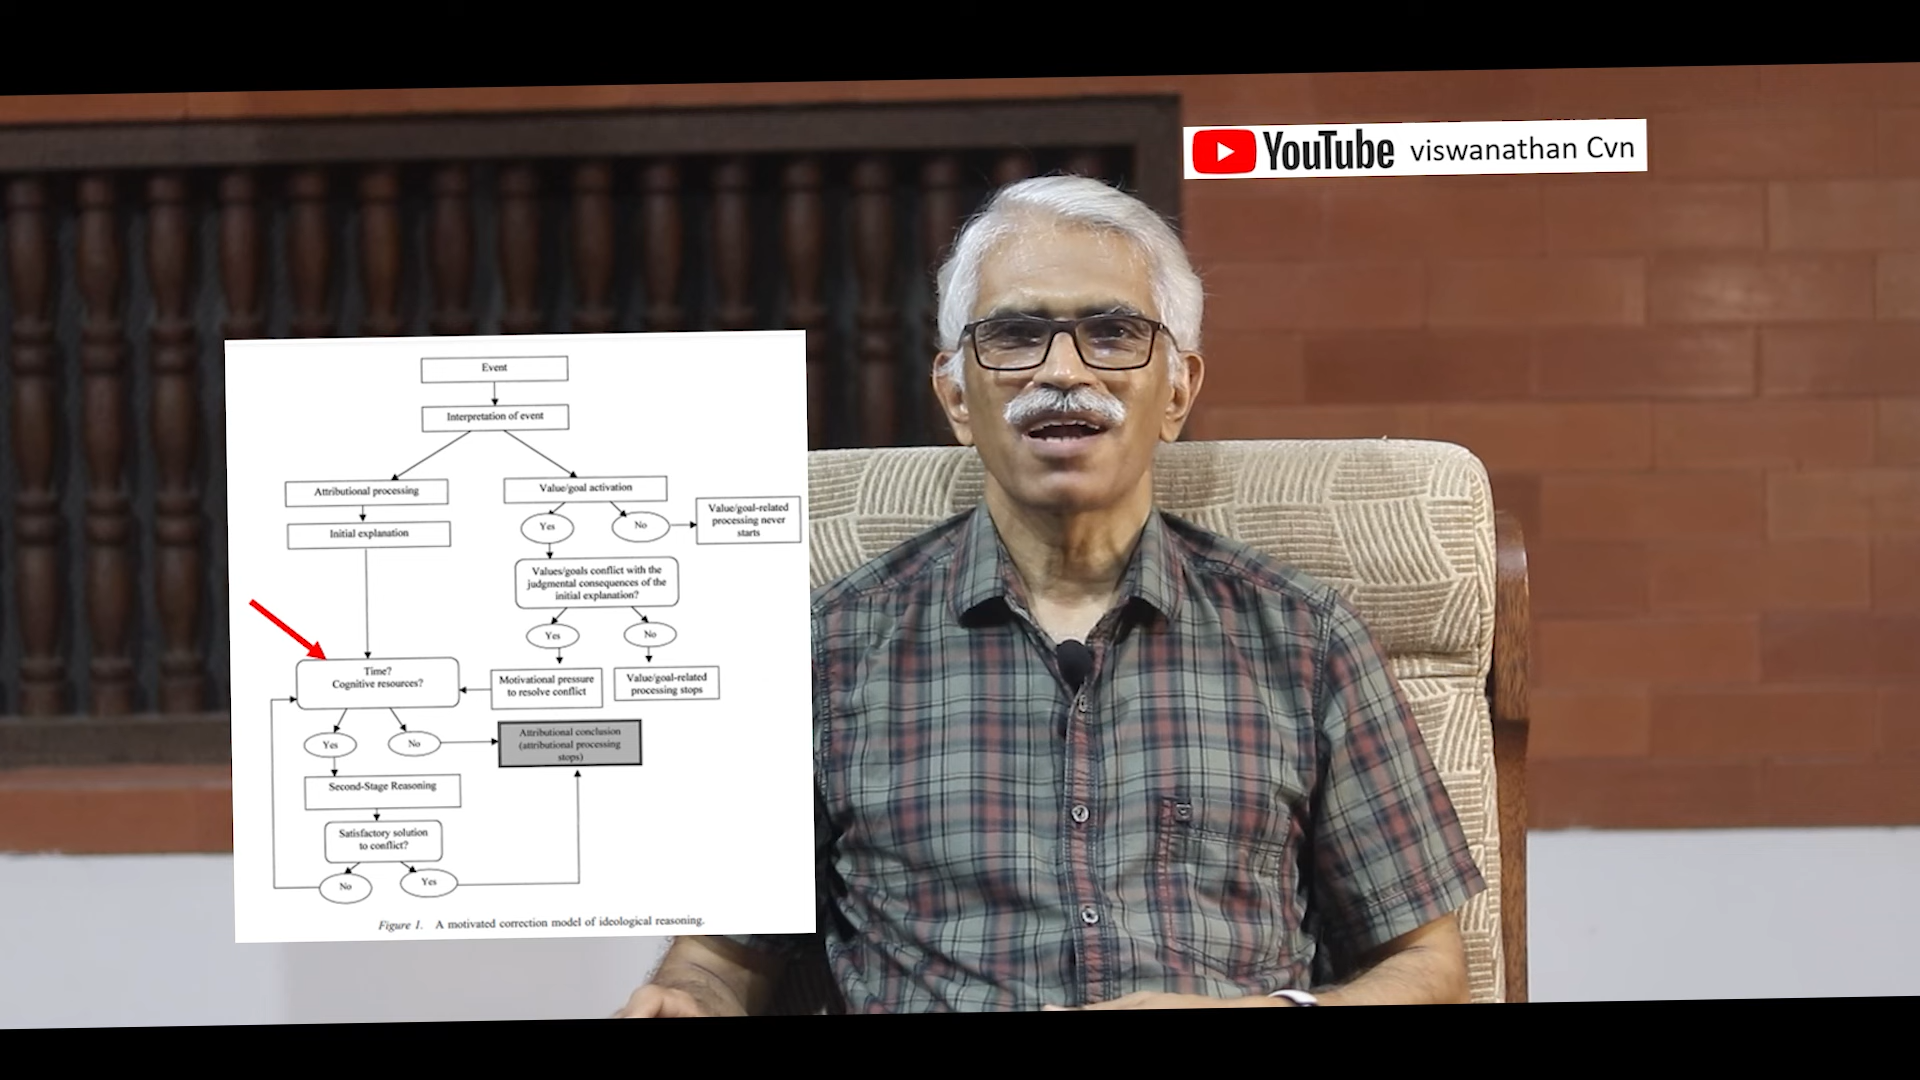 YouTube viswanathan Cvn
Event
Interpretation of event
Attributional processing
Value/goal activation
Initial explanation
Yes
No
Value/goal-related
processing never
starts
Values/goals conflict with the
judgmental consequences of the
initial explanation?
Yes
No
Time?
Cognitive resources?
Motivational pressure
to resolve conflict
Value/goal-related
processing stops
Yes
No
Attributional conclusion
(attributional processing
stops)
Second-Stage Reasoning
Satisfactory solution
to conflict?
No
Yes
Figure 1. A motivated correction model of ideological reasoning.